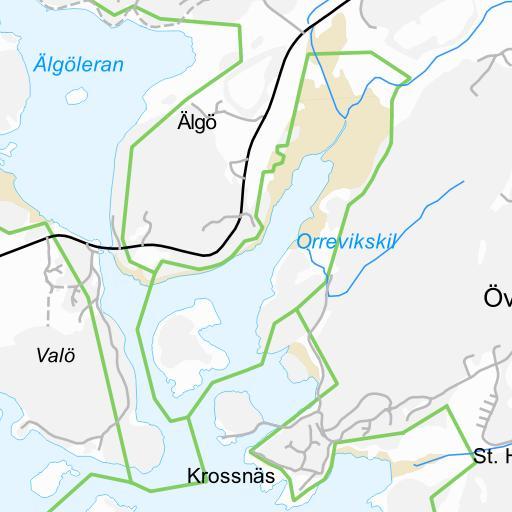 Älgöleran
Älgö
Orrevikskil
Öv
Valö
St. H
Krossnäs